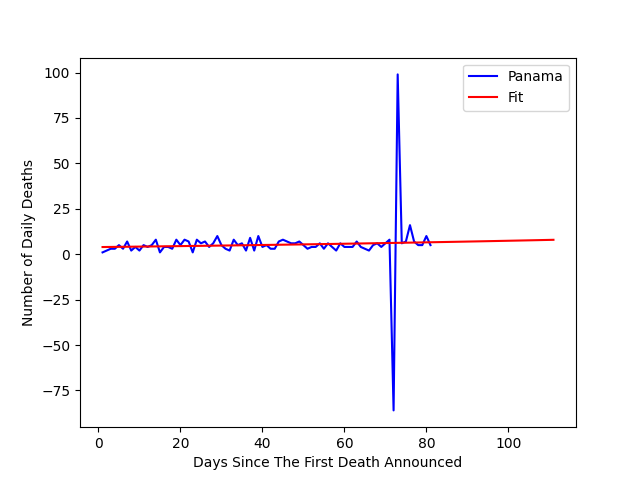 Panama
Fit
Number of Daily Deaths
100
75
50
25
0
−25
−50
−75
0 20 40 60 80 100
Days Since The First Death Announced